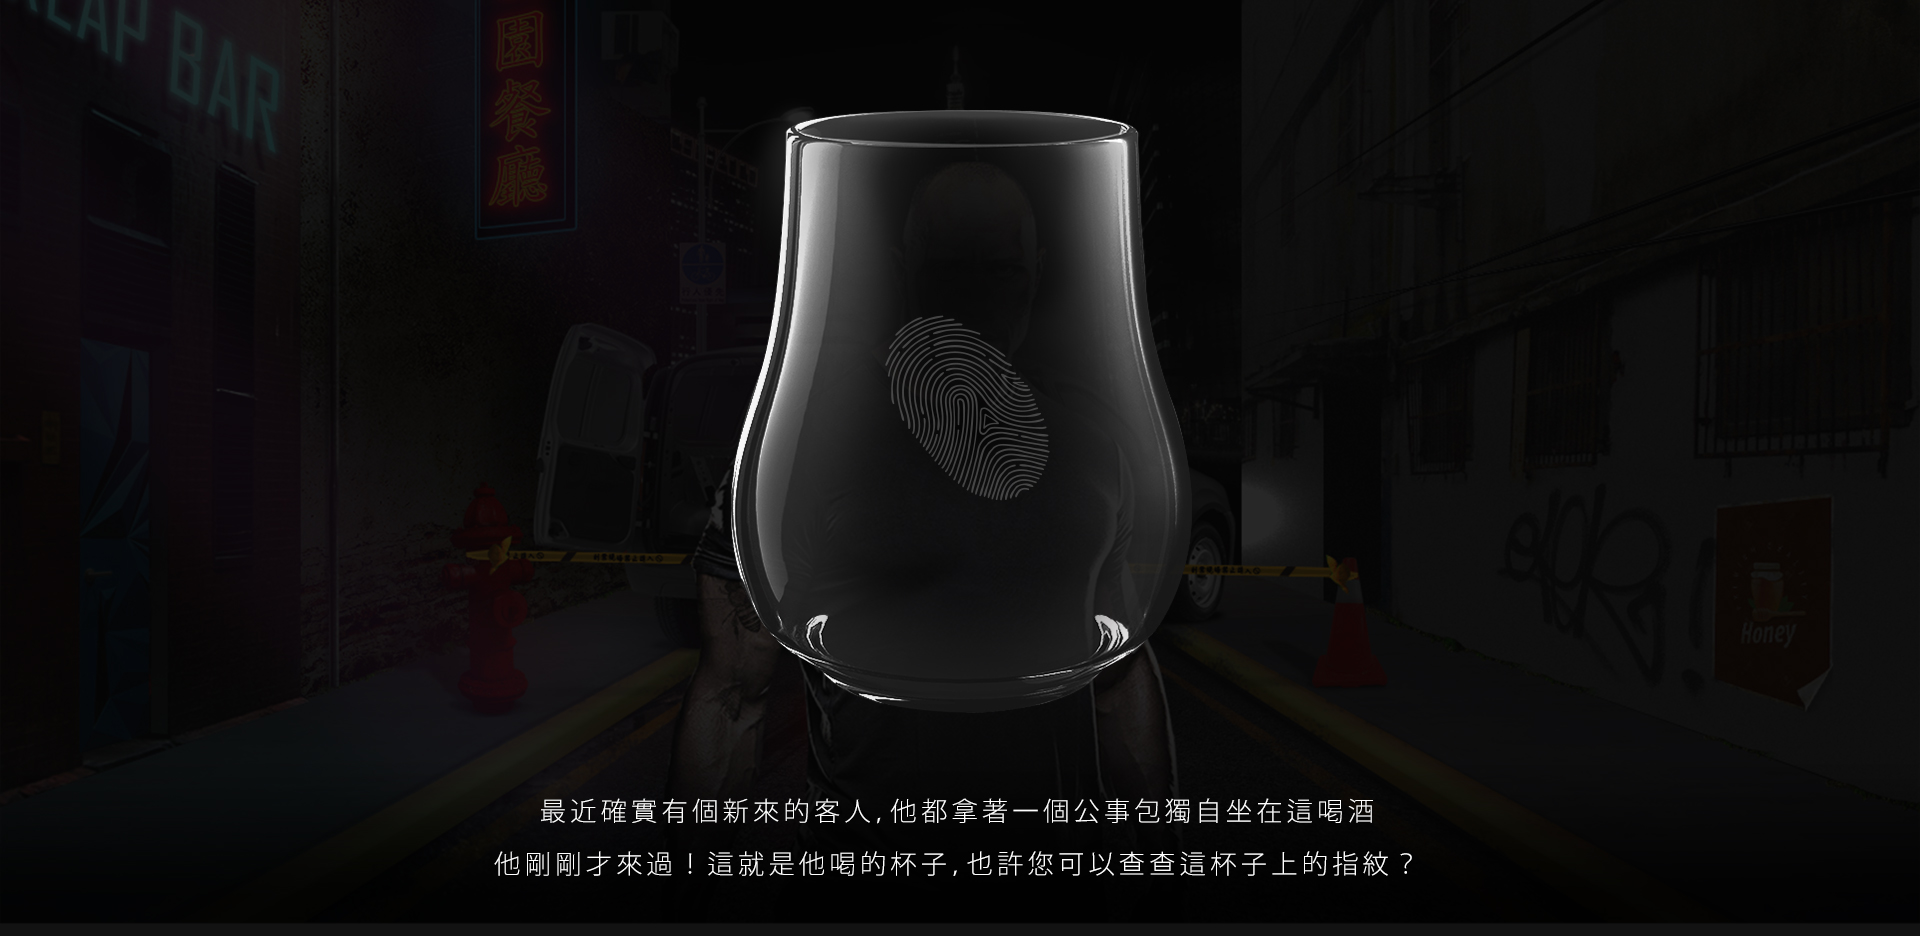 EAP BAR
園
餐
廳
Honey
最近確實有個新來的客人,他都拿著一個公事包獨自坐在這喝酒
他剛剛才來過！這就是他喝的杯子,也許您可以查查這杯子上的指紋？